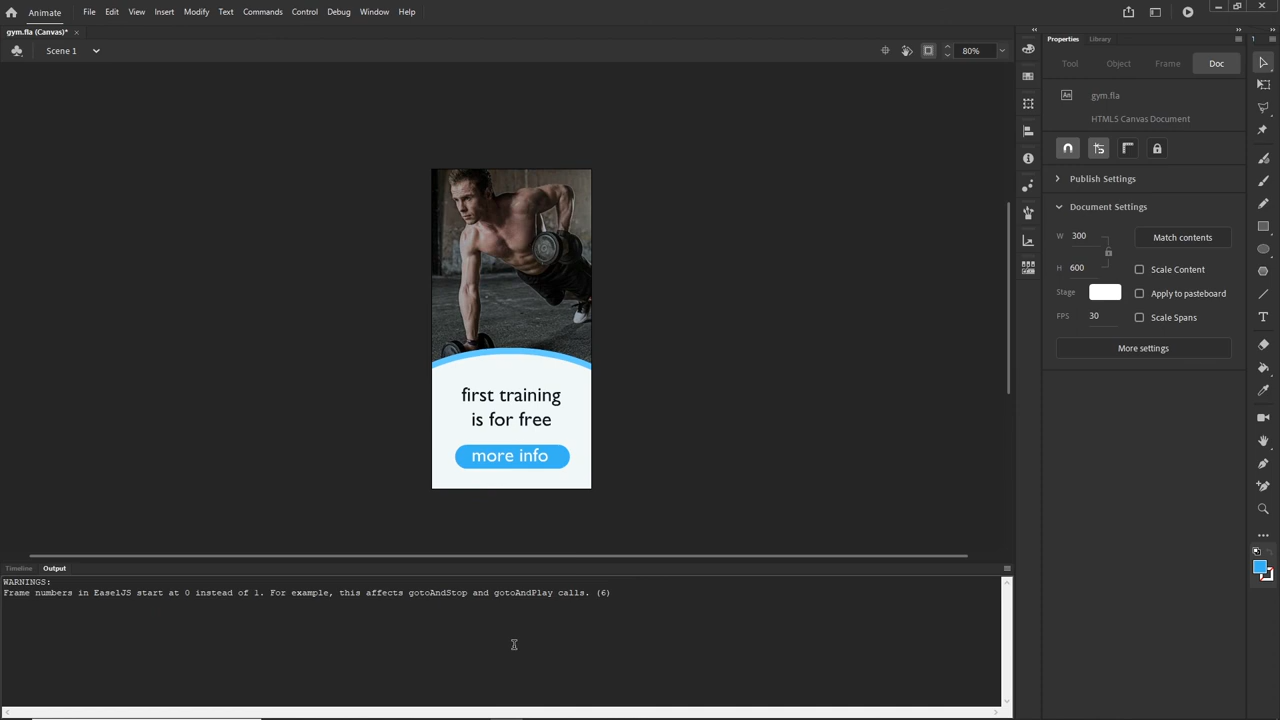 Animate File Edit View Insert Modify Text Commands Control Debug Window Help
gym.fla (Canvas)* ×
Scene 1
80%
Properties Library
Tool Object Frame Doc
An gym.fla
HTML5 Canvas Document
Publish Settings
Document Settings
W 300 Match contents
H 600 Scale Content
Stage Apply to pasteboard
FPS 30 Scale Spans
More settings
first training
is for free
more info
Timeline Output
WARNINGS:
Frame numbers in EaselJS start at 0 instead of 1. For example, this affects gotoAndStop and gotoAndPlay calls. (6)